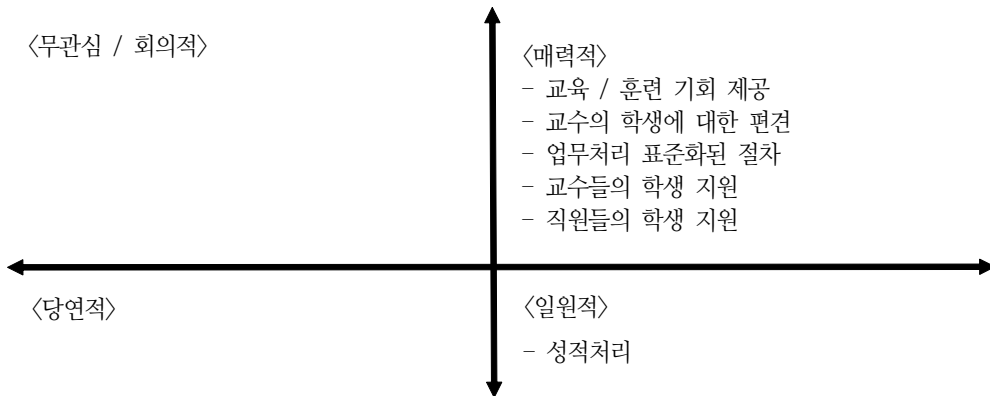 〈무관심 / 회의적〉
〈매력적〉
- 교육 / 훈련 기회 제공
- 교수의 학생에 대한 편견
- 업무처리 표준화된 절차
- 교수들의 학생 지원
- 직원들의 학생 지원
〈당연적〉
〈일원적〉
- 성적처리